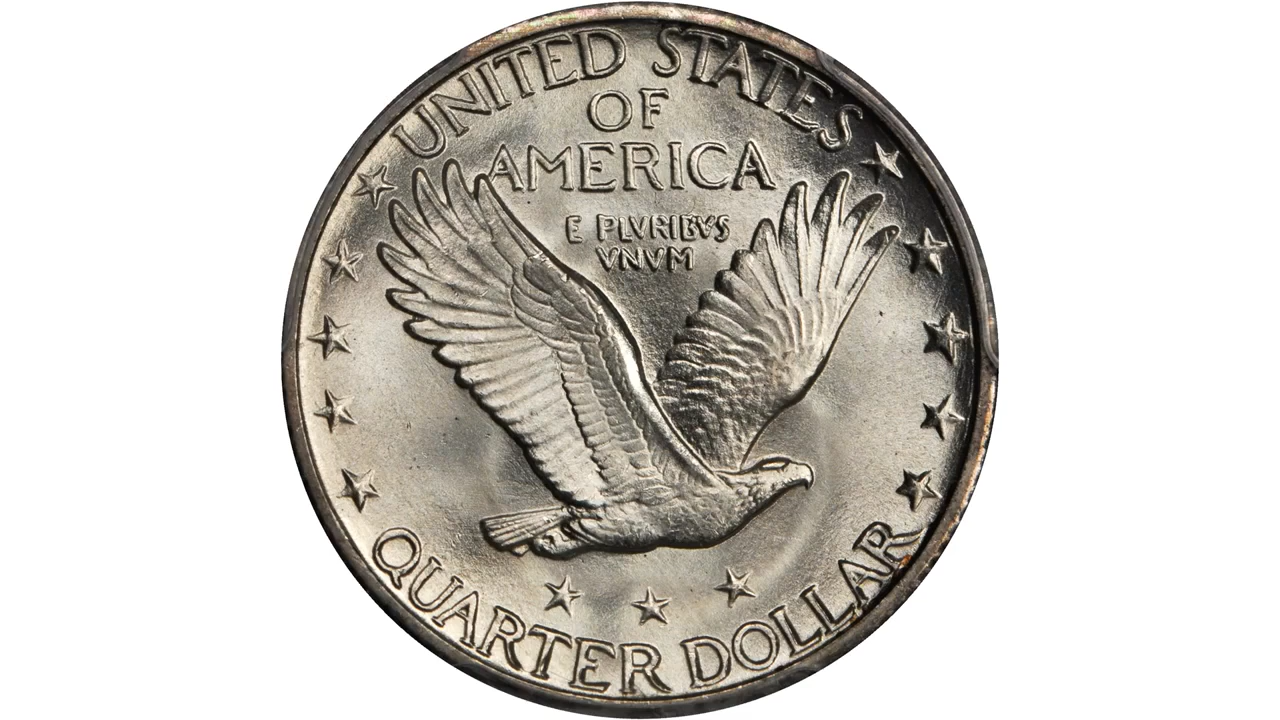 UNITED STATES
OF
AMERICA
E PLVRIBVS
VNVM
QUARTER DOLLAR